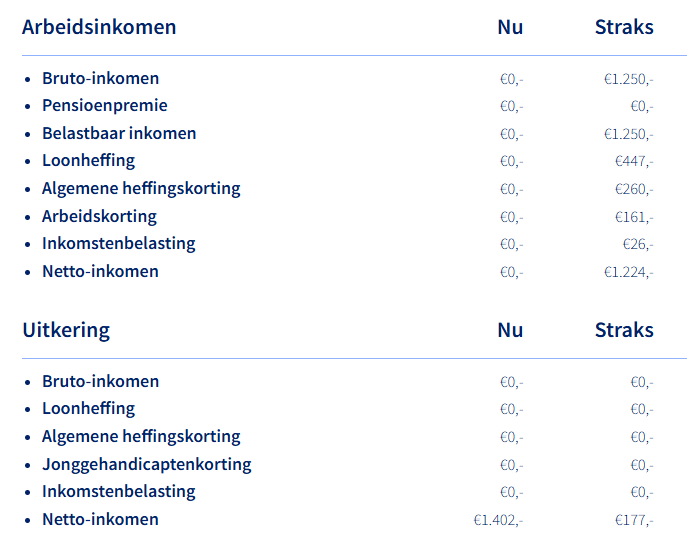 Arbeidsinkomen Nu Straks
• Bruto-inkomen €0,- €1.250,-
• Pensioenpremie €0,- €0,-
• Belastbaar inkomen €0,- €1.250,-
• Loonheffing €0,- €447,-
• Algemene heffingskorting €0,- €260,-
• Arbeidskorting €0,- €161,-
• Inkomstenbelasting €0,- €26,-
• Netto-inkomen €0,- €1.224,-
Uitkering Nu Straks
• Bruto-inkomen €0,- €0,-
• Loonheffing €0,- €0,-
• Algemene heffingskorting €0,- €0,-
• Jonggehandicaptenkorting €0,- €0,-
• Inkomstenbelasting €0,- €0,-
• Netto-inkomen €1.402,- €177,-